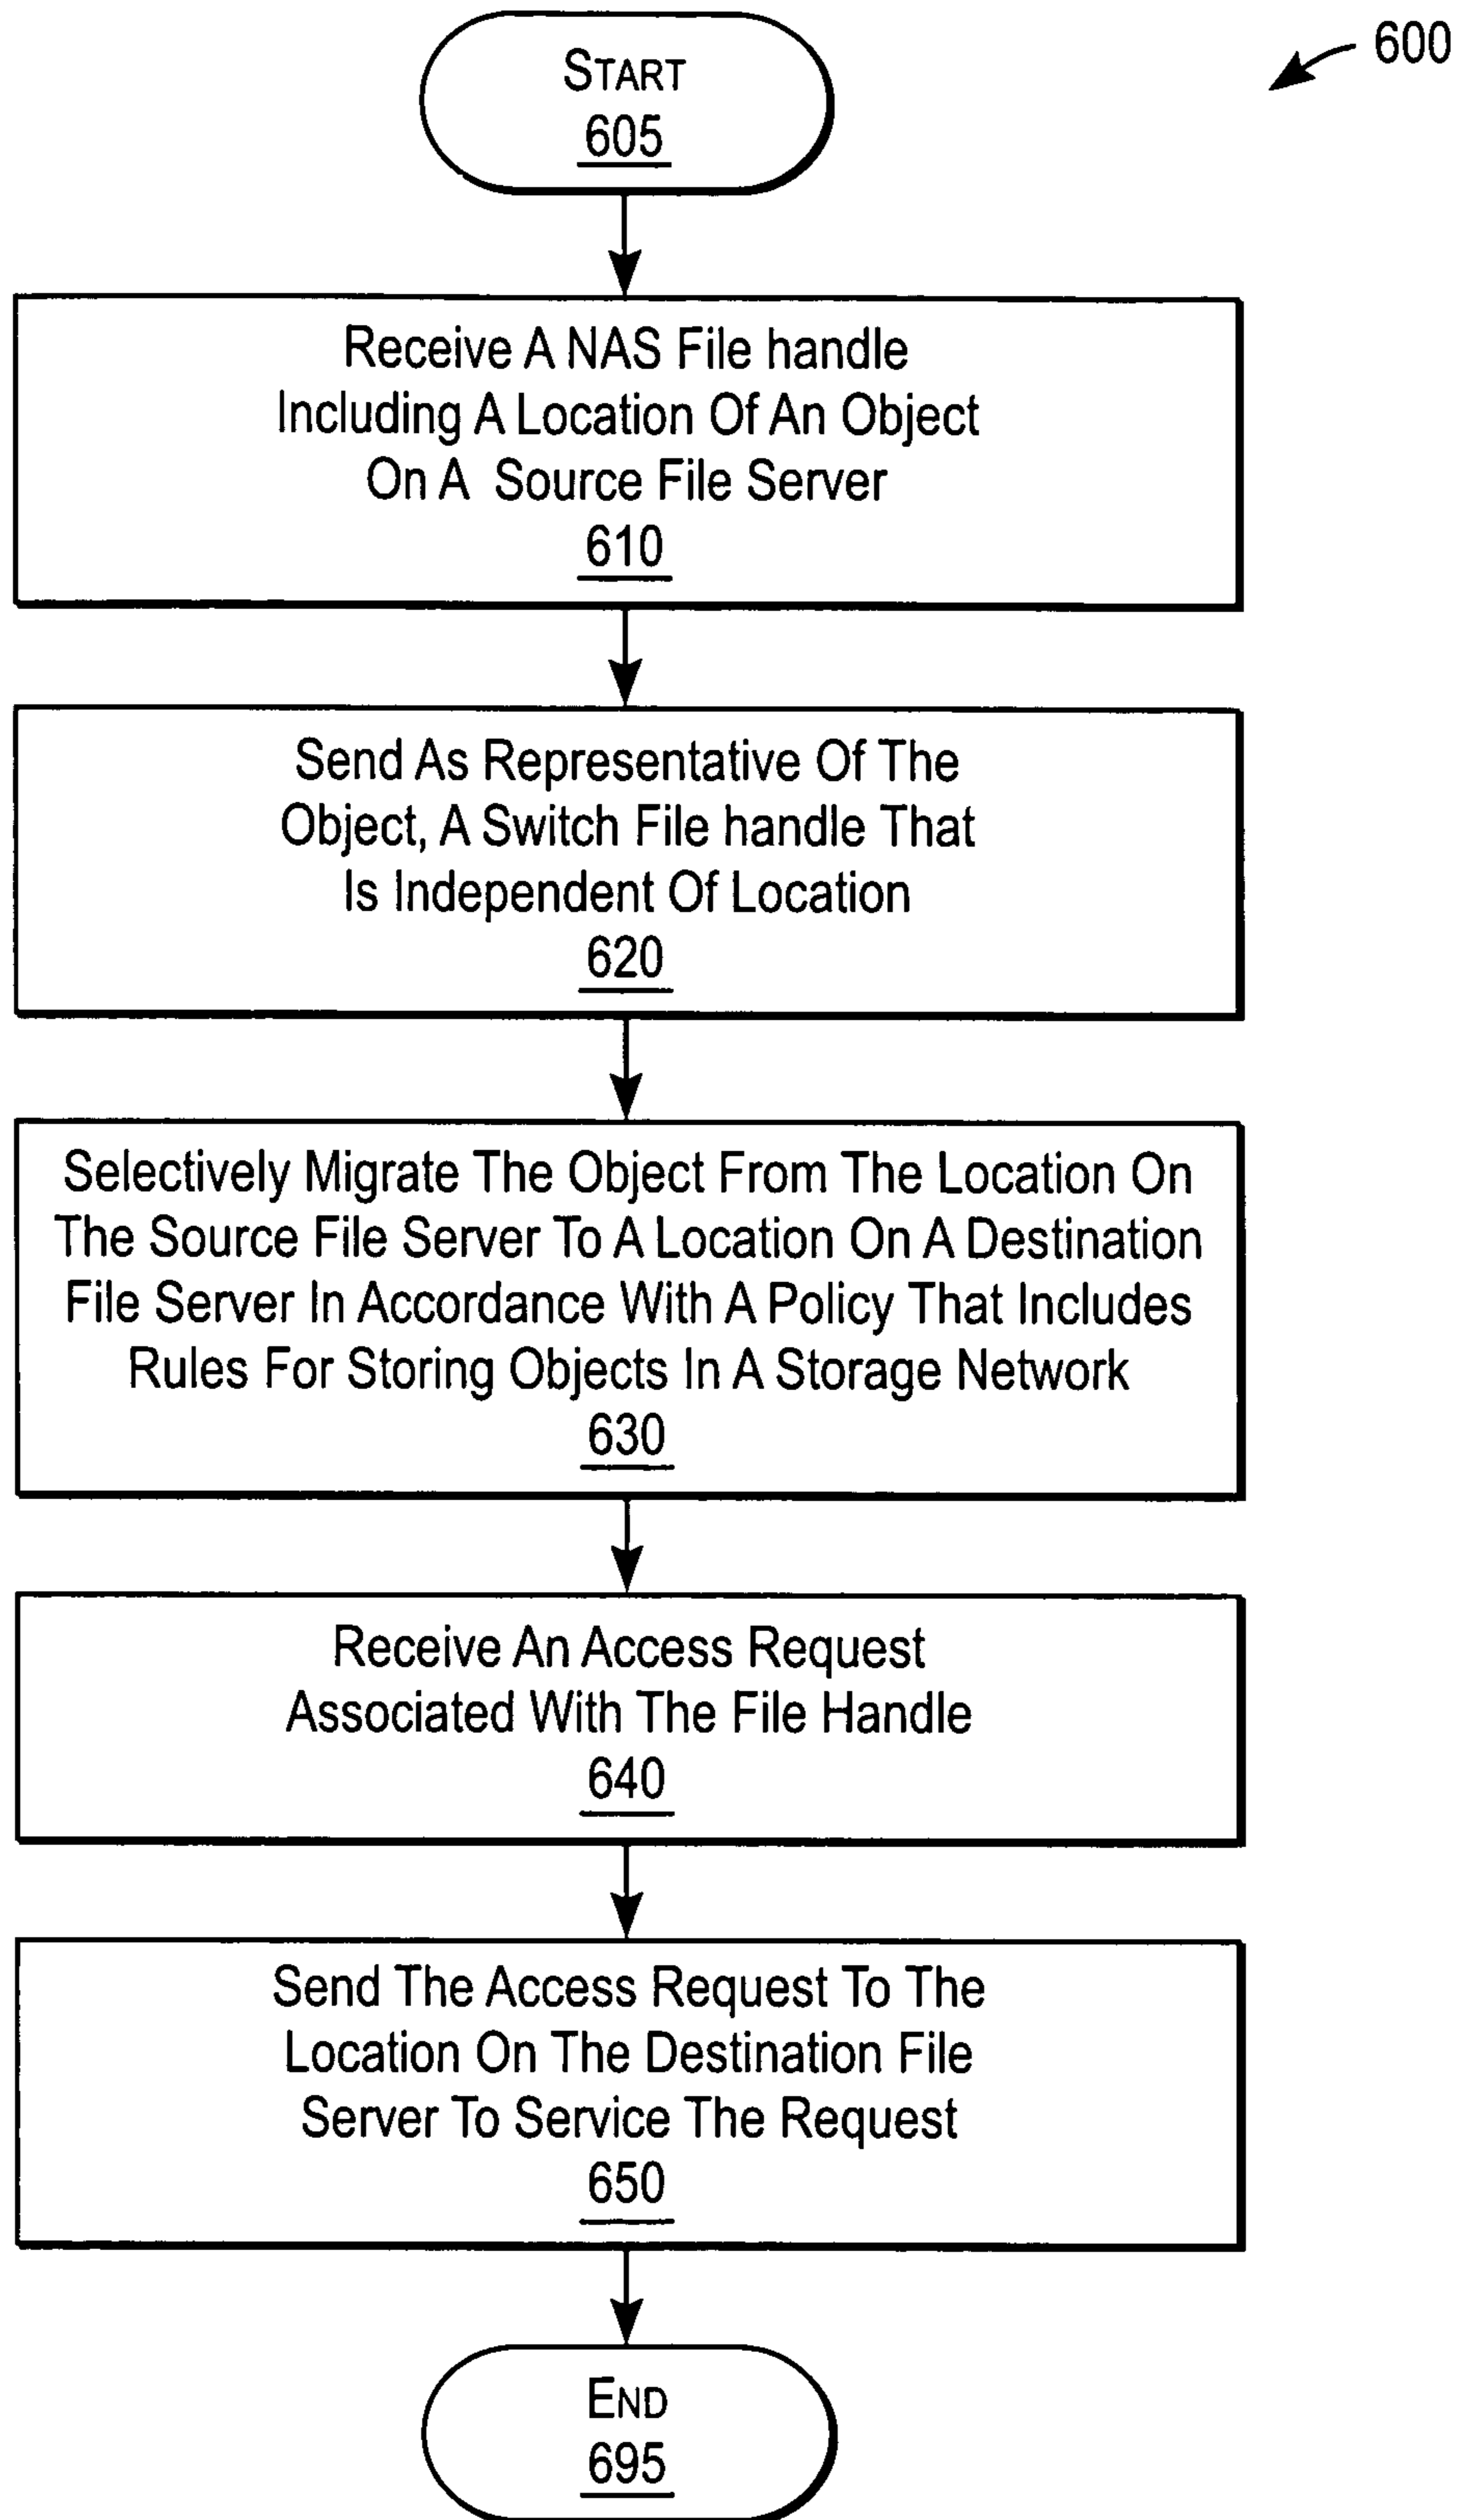 START
605
600
Receive A NAS File handle
Including A Location Of An Object
On A Source File Server
610
Send As Representative Of The
Object, A Switch File handle That
Is Independent Of Location
620
Selectively Migrate The Object From The Location On
The Source File Server To A Location On A Destination
File Server In Accordance With A Policy That Includes
Rules For Storing Objects In A Storage Network
630
Receive An Access Request
Associated With The File Handle
640
Send The Access Request To The
Location On The Destination File
Server To Service The Request
650
END
695